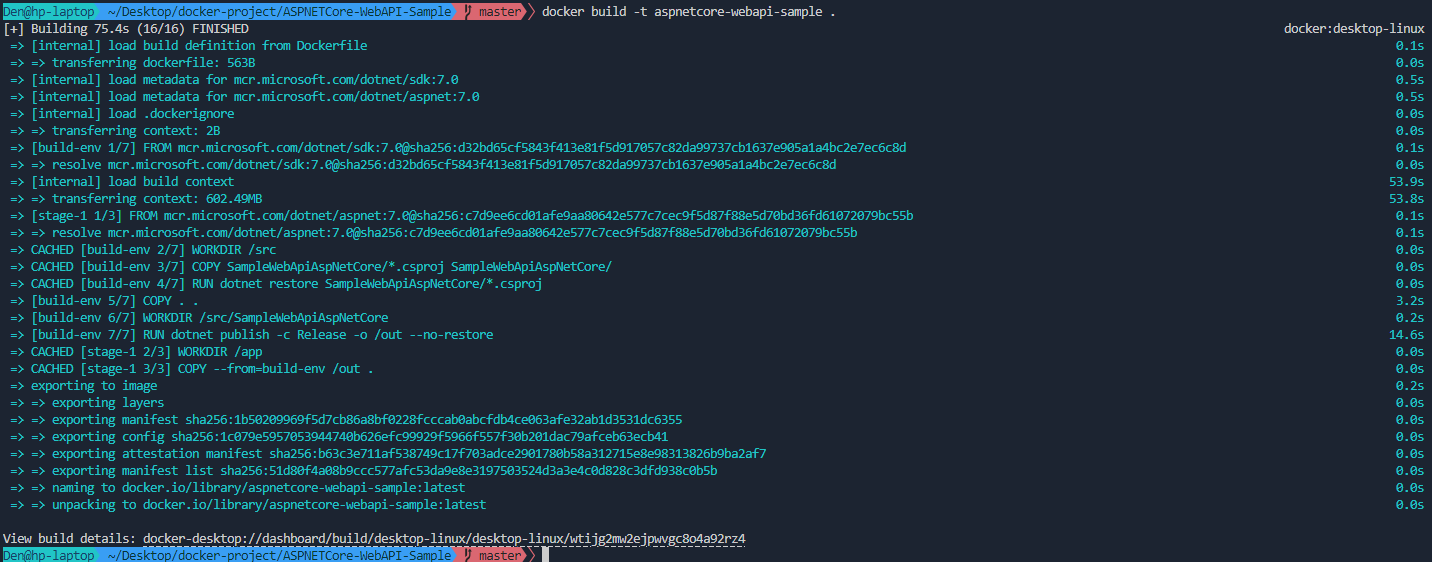 Den@hp-laptop ~/Desktop/docker-project/ASPNETCore-WebAPI-Sample master docker build -t aspnetcore-webapi-sample .
[+] Building 75.4s (16/16) FINISHED docker:desktop-linux
=> [internal] load build definition from Dockerfile 0.1s
=> => transferring dockerfile: 563B 0.0s
=> [internal] load metadata for mcr.microsoft.com/dotnet/sdk:7.0 0.5s
=> [internal] load metadata for mcr.microsoft.com/dotnet/aspnet:7.0 0.5s
=> [internal] load .dockerignore 0.0s
=> => transferring context: 2B 0.0s
=> [build-env 1/7] FROM mcr.microsoft.com/dotnet/sdk:7.0@sha256:d32bd65cf5843f413e81f5d917057c82da99737cb1637e905a1a4bc2e7ec6c8d 0.1s
=> => resolve mcr.microsoft.com/dotnet/sdk:7.0@sha256:d32bd65cf5843f413e81f5d917057c82da99737cb1637e905a1a4bc2e7ec6c8d 0.0s
=> [internal] load build context 53.9s
=> => transferring context: 602.49MB 53.8s
=> [stage-1 1/3] FROM mcr.microsoft.com/dotnet/aspnet:7.0@sha256:c7d9ee6cd01afe9aa80642e577c7cec9f5d87f88e5d70bd36fd61072079bc55b 0.1s
=> => resolve mcr.microsoft.com/dotnet/aspnet:7.0@sha256:c7d9ee6cd01afe9aa80642e577c7cec9f5d87f88e5d70bd36fd61072079bc55b 0.1s
=> CACHED [build-env 2/7] WORKDIR /src 0.0s
=> CACHED [build-env 3/7] COPY SampleWebApiAspNetCore/*.csproj SampleWebApiAspNetCore/ 0.0s
=> CACHED [build-env 4/7] RUN dotnet restore SampleWebApiAspNetCore/*.csproj 0.0s
=> [build-env 5/7] COPY . . 3.2s
=> [build-env 6/7] WORKDIR /src/SampleWebApiAspNetCore 0.2s
=> [build-env 7/7] RUN dotnet publish -c Release -o /out --no-restore 14.6s
=> CACHED [stage-1 2/3] WORKDIR /app 0.0s
=> CACHED [stage-1 3/3] COPY --from=build-env /out . 0.0s
=> exporting to image 0.2s
=> => exporting layers 0.0s
=> => exporting manifest sha256:1b50209969f5d7cb86a8bf0228fcccab0abcfdb4ce063afe32ab1d3531dc6355 0.0s
=> => exporting config sha256:1c079e5957053944740b626efc99929f5966f557f30b201dac79afceb63ecb41 0.0s
=> => exporting attestation manifest sha256:b63c3e711af538749c17f703adce2901780b58a312715e8e98313826b9ba2af7 0.0s
=> => exporting manifest list sha256:51d80f4a08b9ccc577afc53da9e8e3197503524d3a3e4c0d828c3dfd938c0b5b 0.0s
=> => naming to docker.io/library/aspnetcore-webapi-sample:latest 0.0s
=> => unpacking to docker.io/library/aspnetcore-webapi-sample:latest 0.0s
View build details: docker-desktop://dashboard/build/desktop-linux/desktop-linux/wtijg2mw2ejpwvgc8o4a92rz4
Den@hp-laptop ~/Desktop/docker-project/ASPNETCore-WebAPI-Sample master